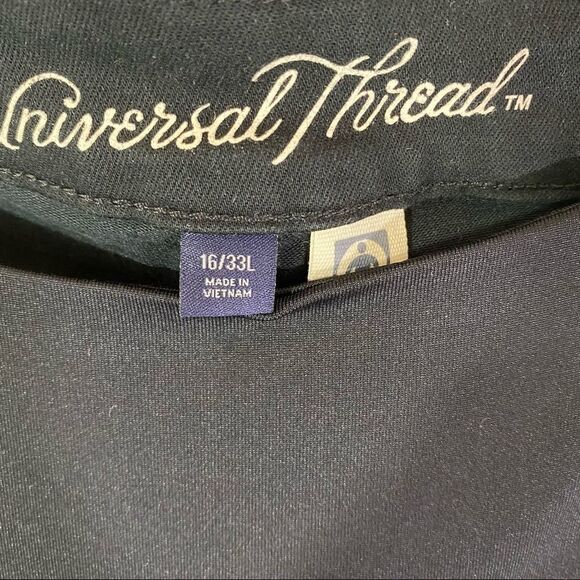 Universal Thread™
16/33L
MADE IN
VIETNAM